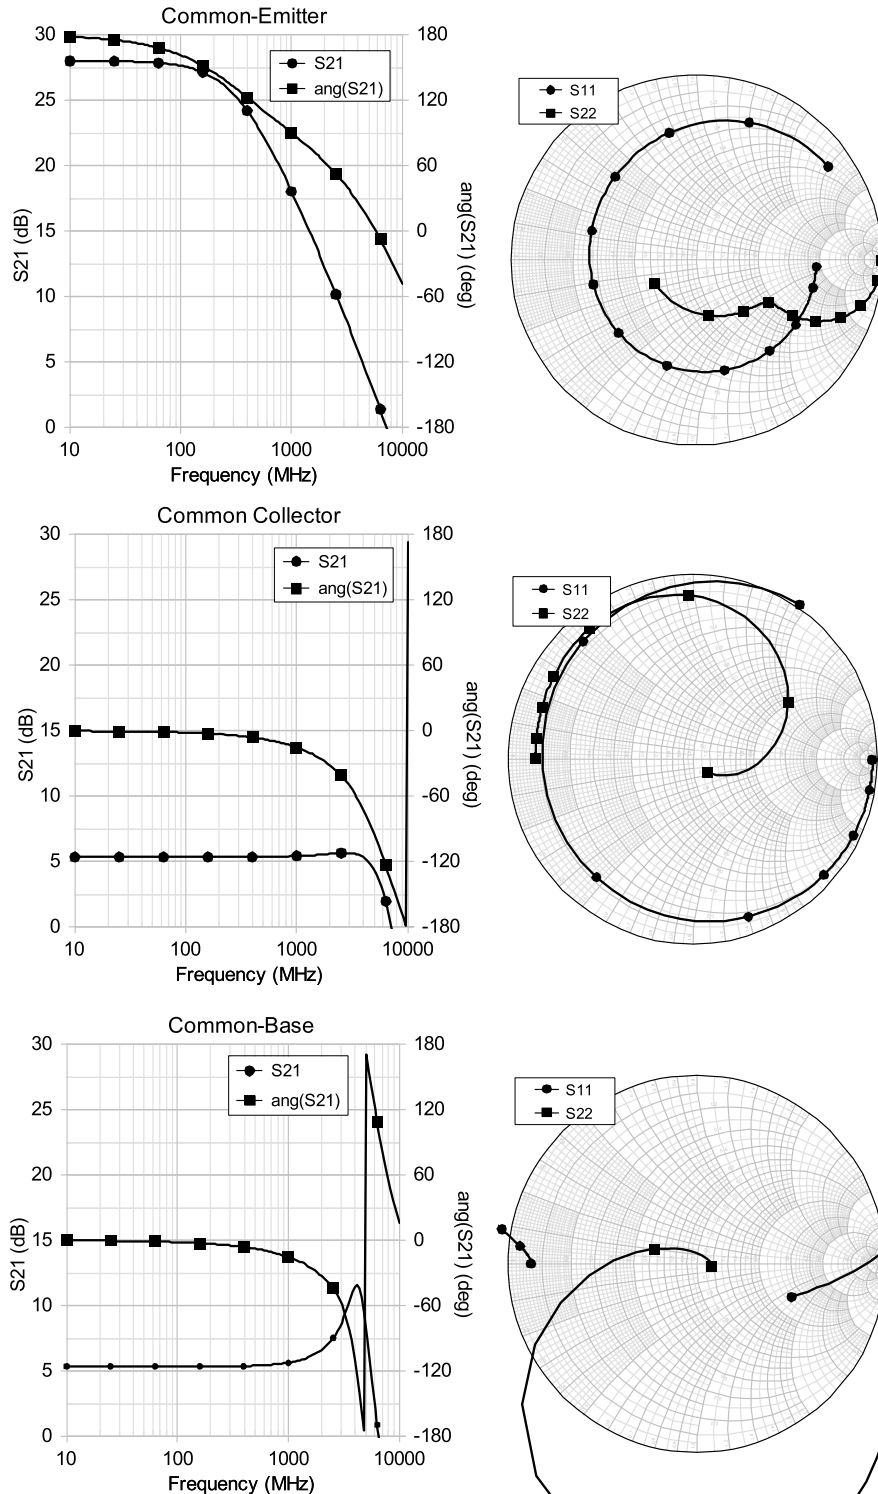 Common-Emitter
30
25
20
15
10
5
0
180
120
60
0
-60
-120
-180
S21 (dB)
ang(S21) (deg)
S21
ang(S21)
10
100
1000
10000
Frequency (MHz)
S11
S22
Common Collector
30
25
20
15
10
5
0
180
120
60
0
-60
-120
-180
S21 (dB)
ang(S21) (deg)
S21
ang(S21)
10
100
1000
10000
Frequency (MHz)
S11
S22
Common-Base
30
25
20
15
10
5
0
180
120
60
0
-60
-120
-180
S21 (dB)
ang(S21) (deg)
S21
ang(S21)
10
100
1000
10000
Frequency (MHz)
S11
S22